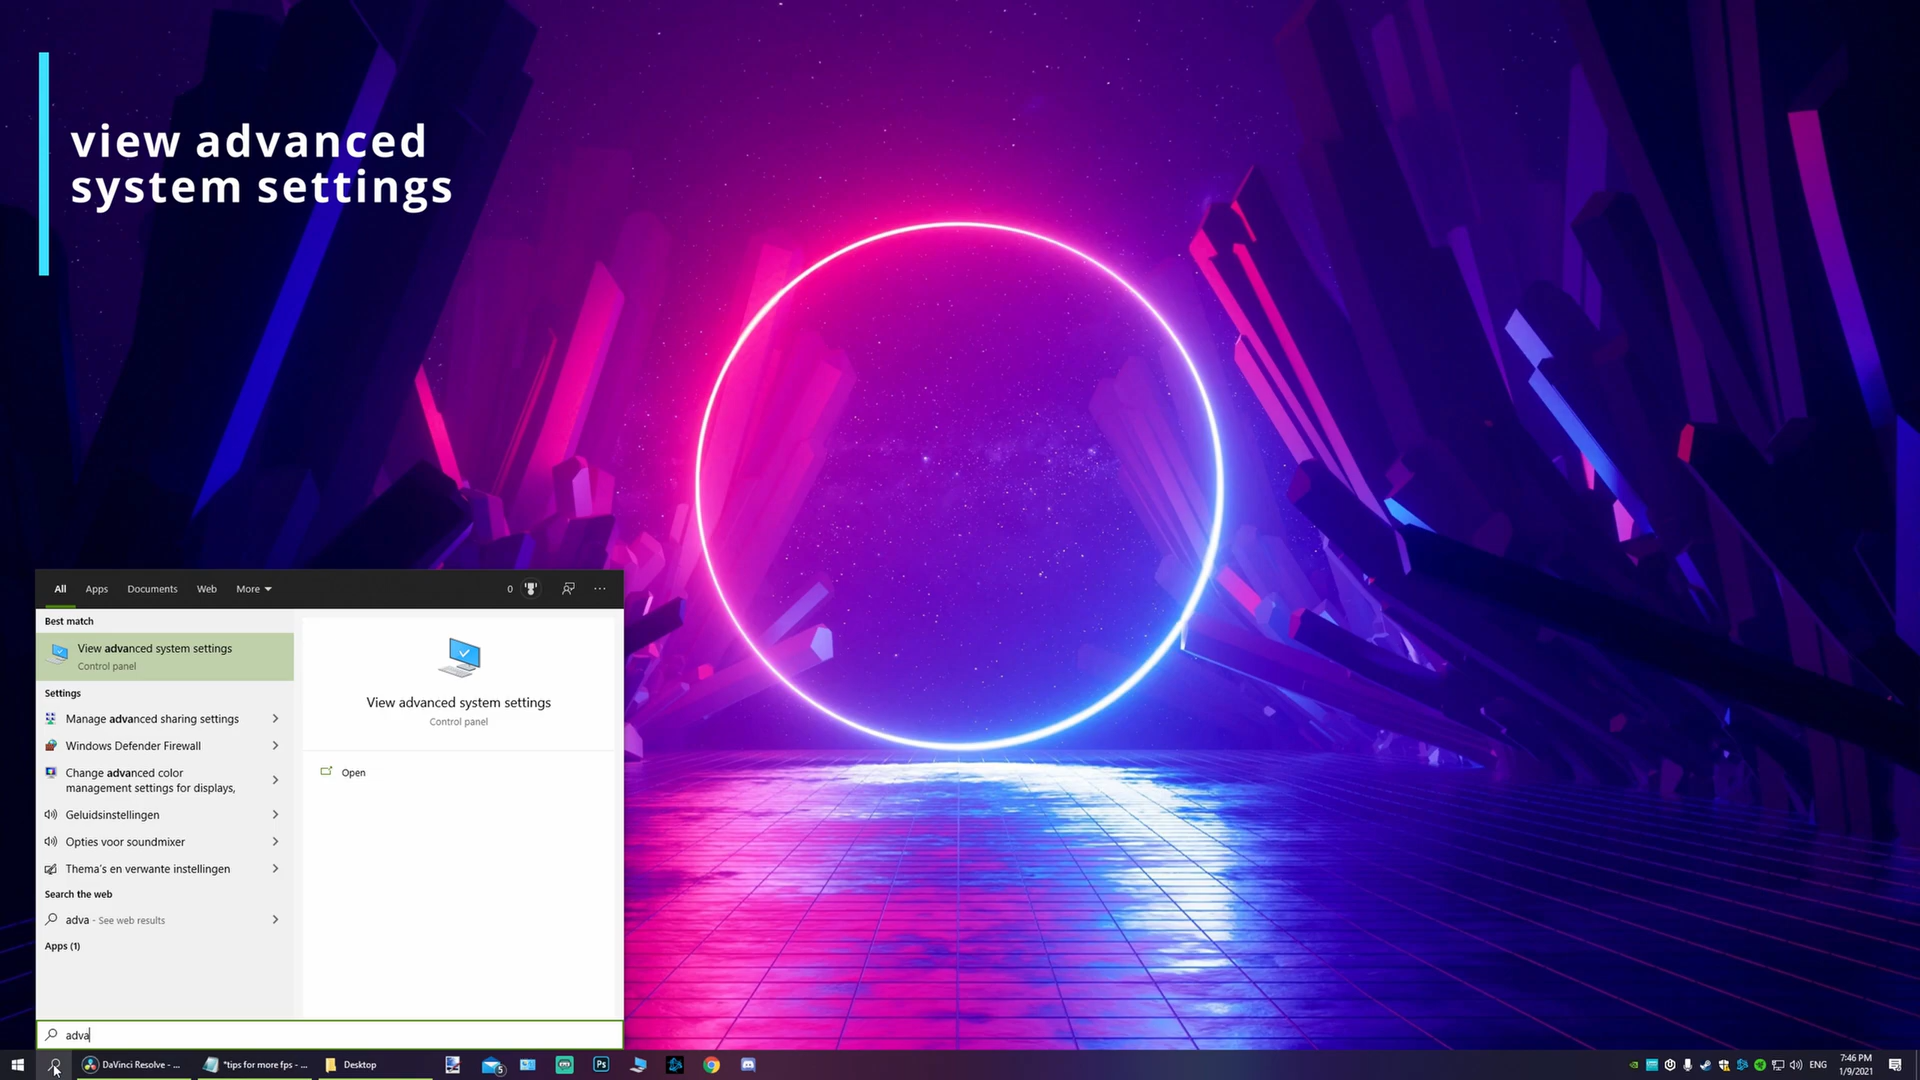 view advanced
system settings
All Apps Documents Web More 0 ...
Best match
View advanced system settings
Control panel
Settings
Manage advanced sharing settings
Windows Defender Firewall
Change advanced color
management settings for displays,
Geluidsinstellingen
Opties voor soundmixer
Thema's en verwante instellingen
Search the web
adva - See web results
Apps (1)
View advanced system settings
Control panel
Open
adva
DaVinci Resolve - ... *tips for more fps - ... Desktop 5 Ps ENG 7:46 PM
1/9/2021